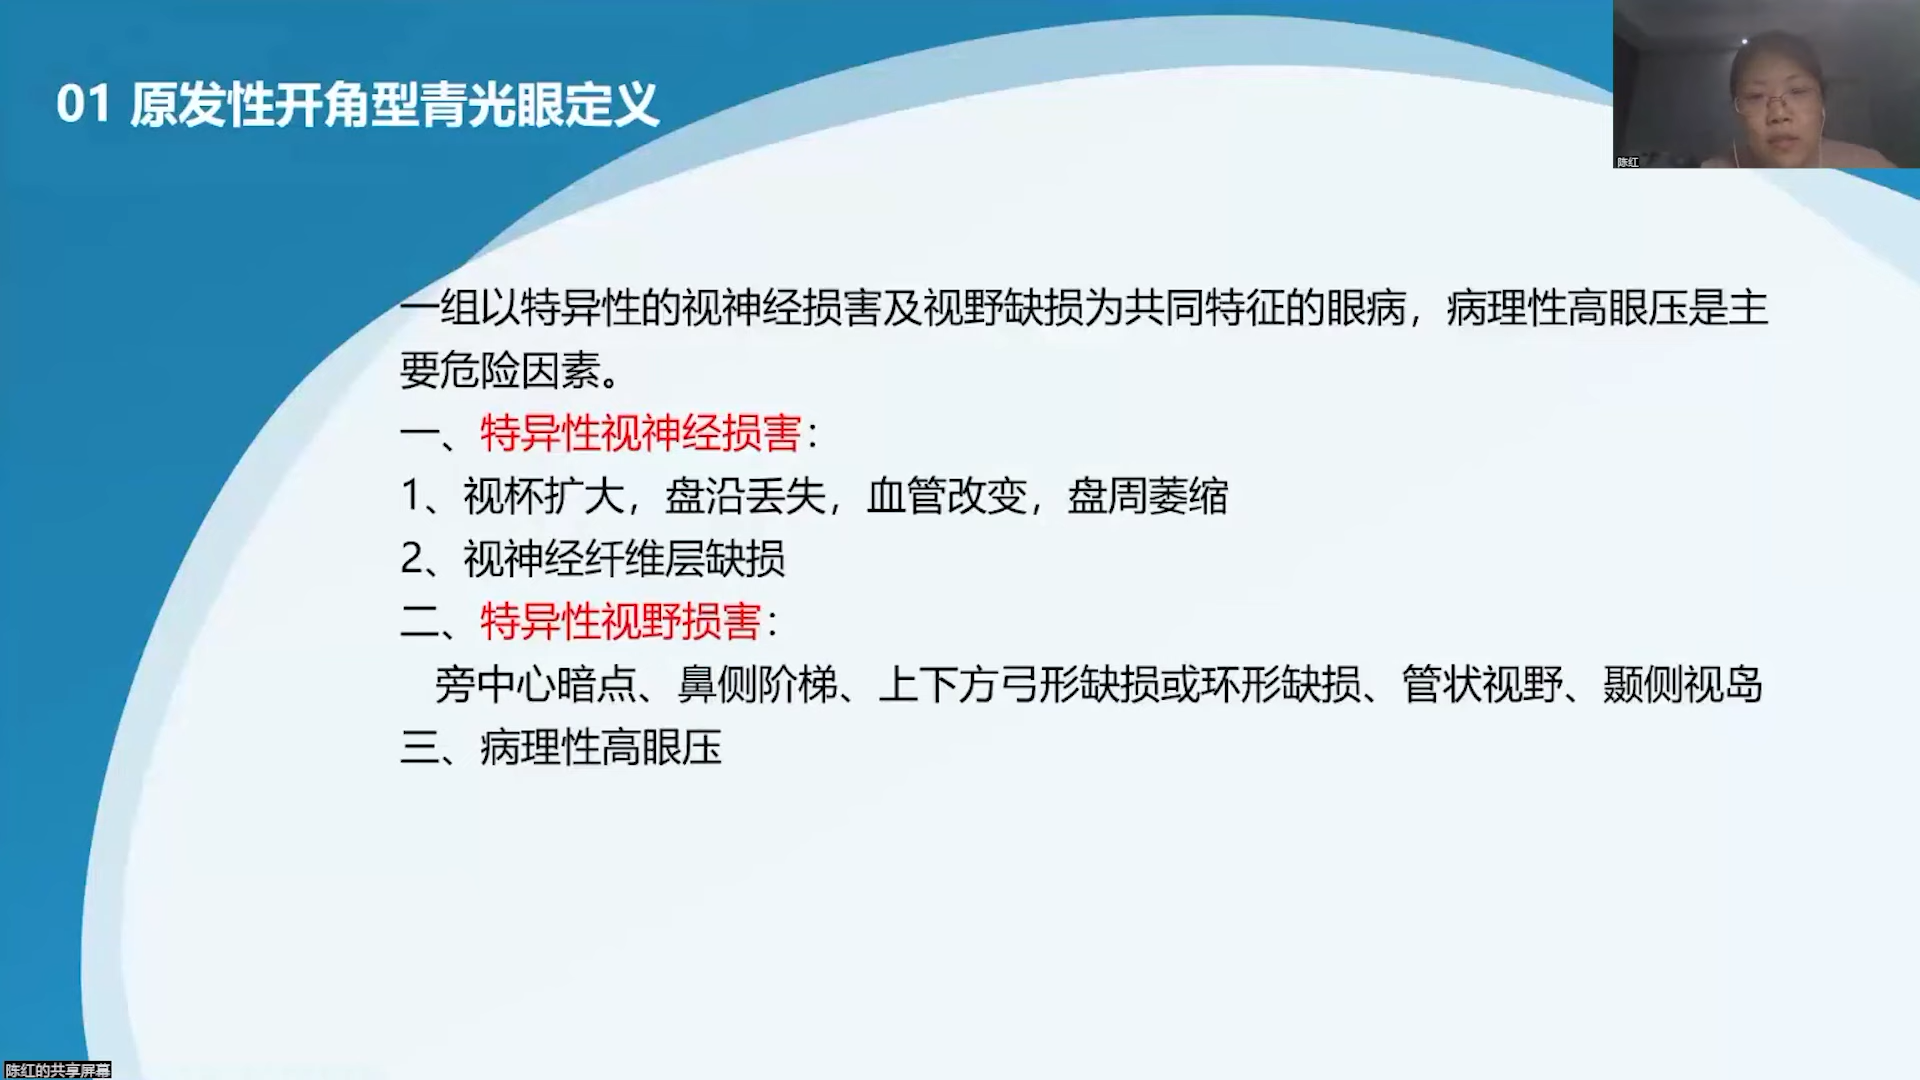 01 原发性开角型青光眼定义
陈红
一组以特异性的视神经损害及视野缺损为共同特征的眼病，病理性高眼压是主
要危险因素。
一、特异性视神经损害：
1、视杯扩大，盘沿丢失，血管改变，盘周萎缩
2、视神经纤维层缺损
二、特异性视野损害：
旁中心暗点、鼻侧阶梯、上下方弓形缺损或环形缺损、管状视野、颞侧视岛
三、病理性高眼压
陈红的共享屏幕